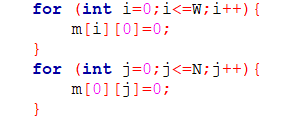 for (int i=0;i<=W;i++){
    m[i][0]=0;
}
for (int j=0;j<=N;j++){
    m[0][j]=0;
}